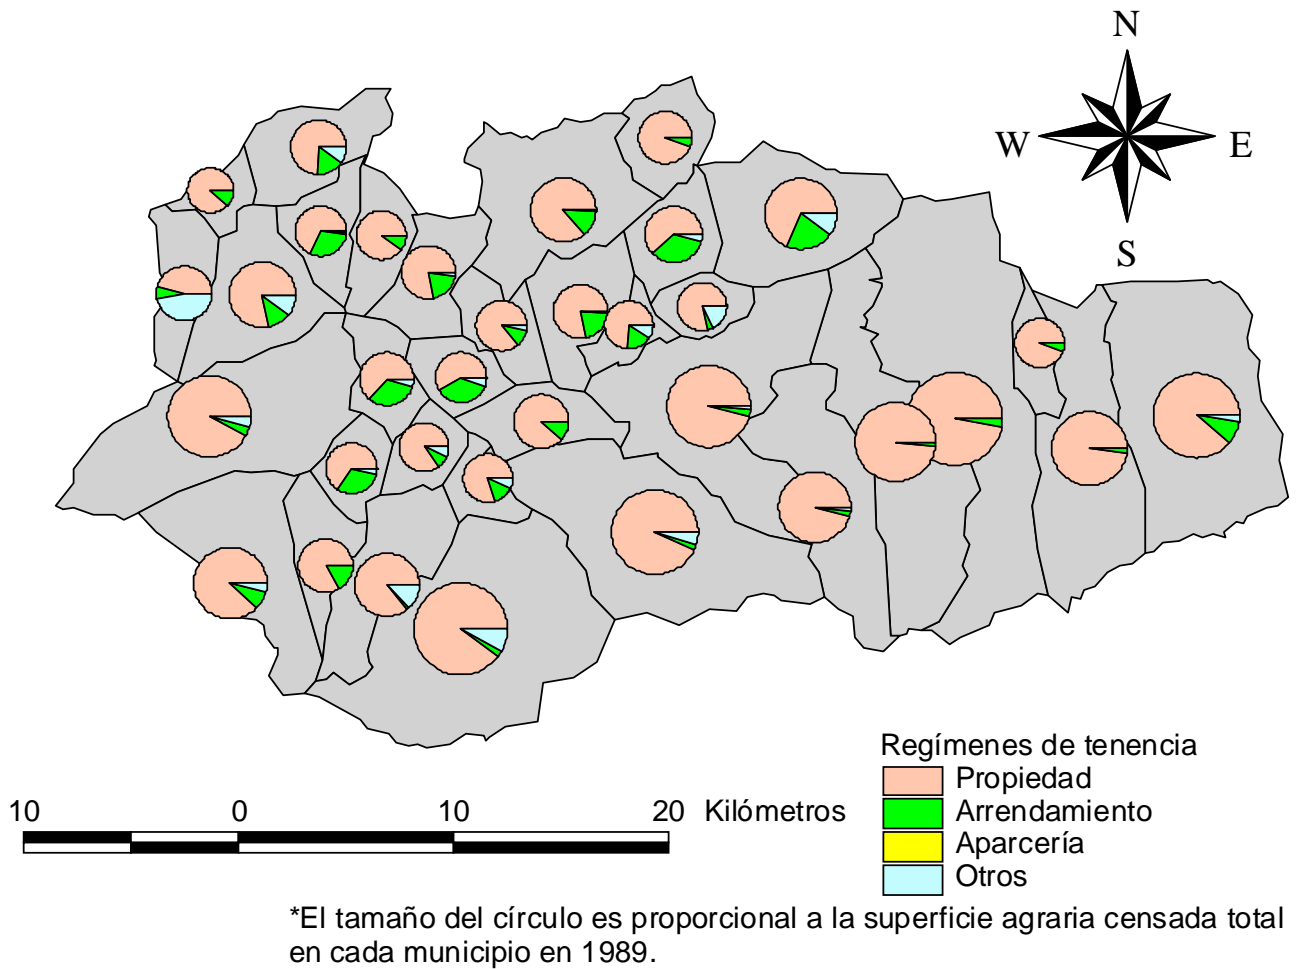 N
W
E
S
Regímenes de tenencia
Propiedad
Arrendamiento
Aparcería
Otros
10 0 10 20 Kilómetros
*El tamaño del círculo es proporcional a la superficie agraria censada total
en cada municipio en 1989.